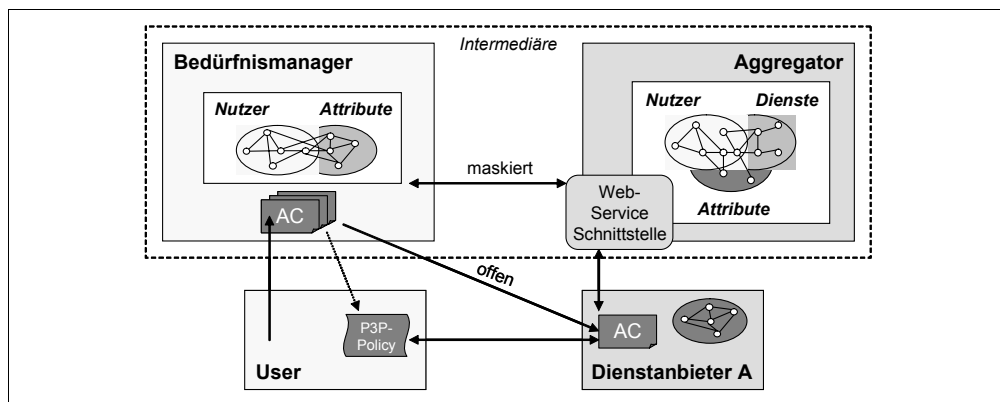 Intermediäre
Bedürfnismanager
Nutzer
Attribute
AC
maskiert
Aggregator
Nutzer
Dienste
Attribute
Web-
Service
Schnittstelle
offen
P3P-
Policy
User
AC
Dienstanbieter A